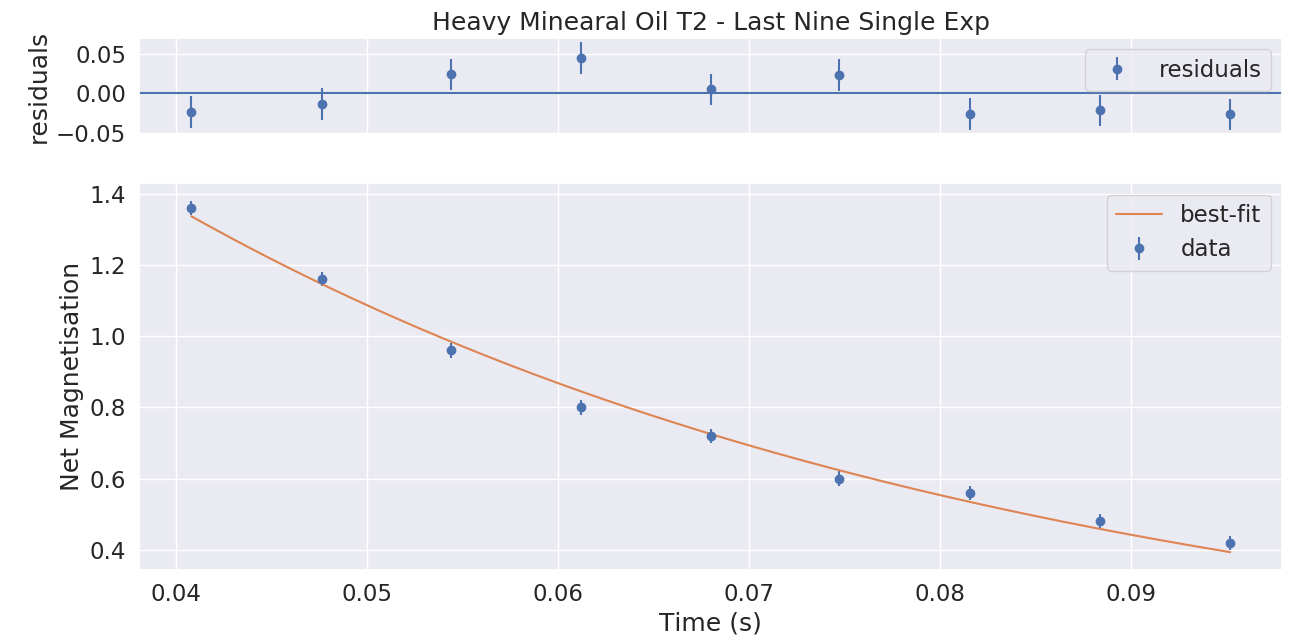 Heavy Minearal Oil T2 - Last Nine Single Exp
residuals
0.05
0.00
−0.05
residuals
Net Magnetisation
1.4
1.2
1.0
0.8
0.6
0.4
best-fit
data
0.04 0.05 0.06 0.07 0.08 0.09
Time (s)